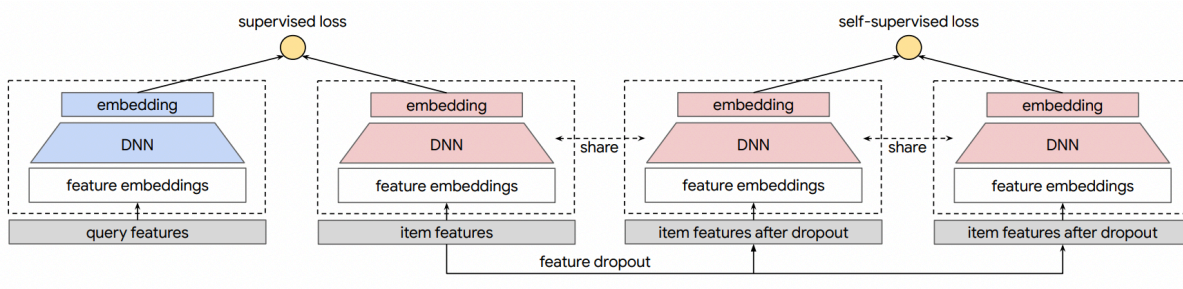 supervised loss
self-supervised loss
embedding
embedding
embedding
embedding
DNN
DNN
DNN
DNN
share
share
feature embeddings
feature embeddings
feature embeddings
feature embeddings
query features
item features
item features after dropout
item features after dropout
feature dropout